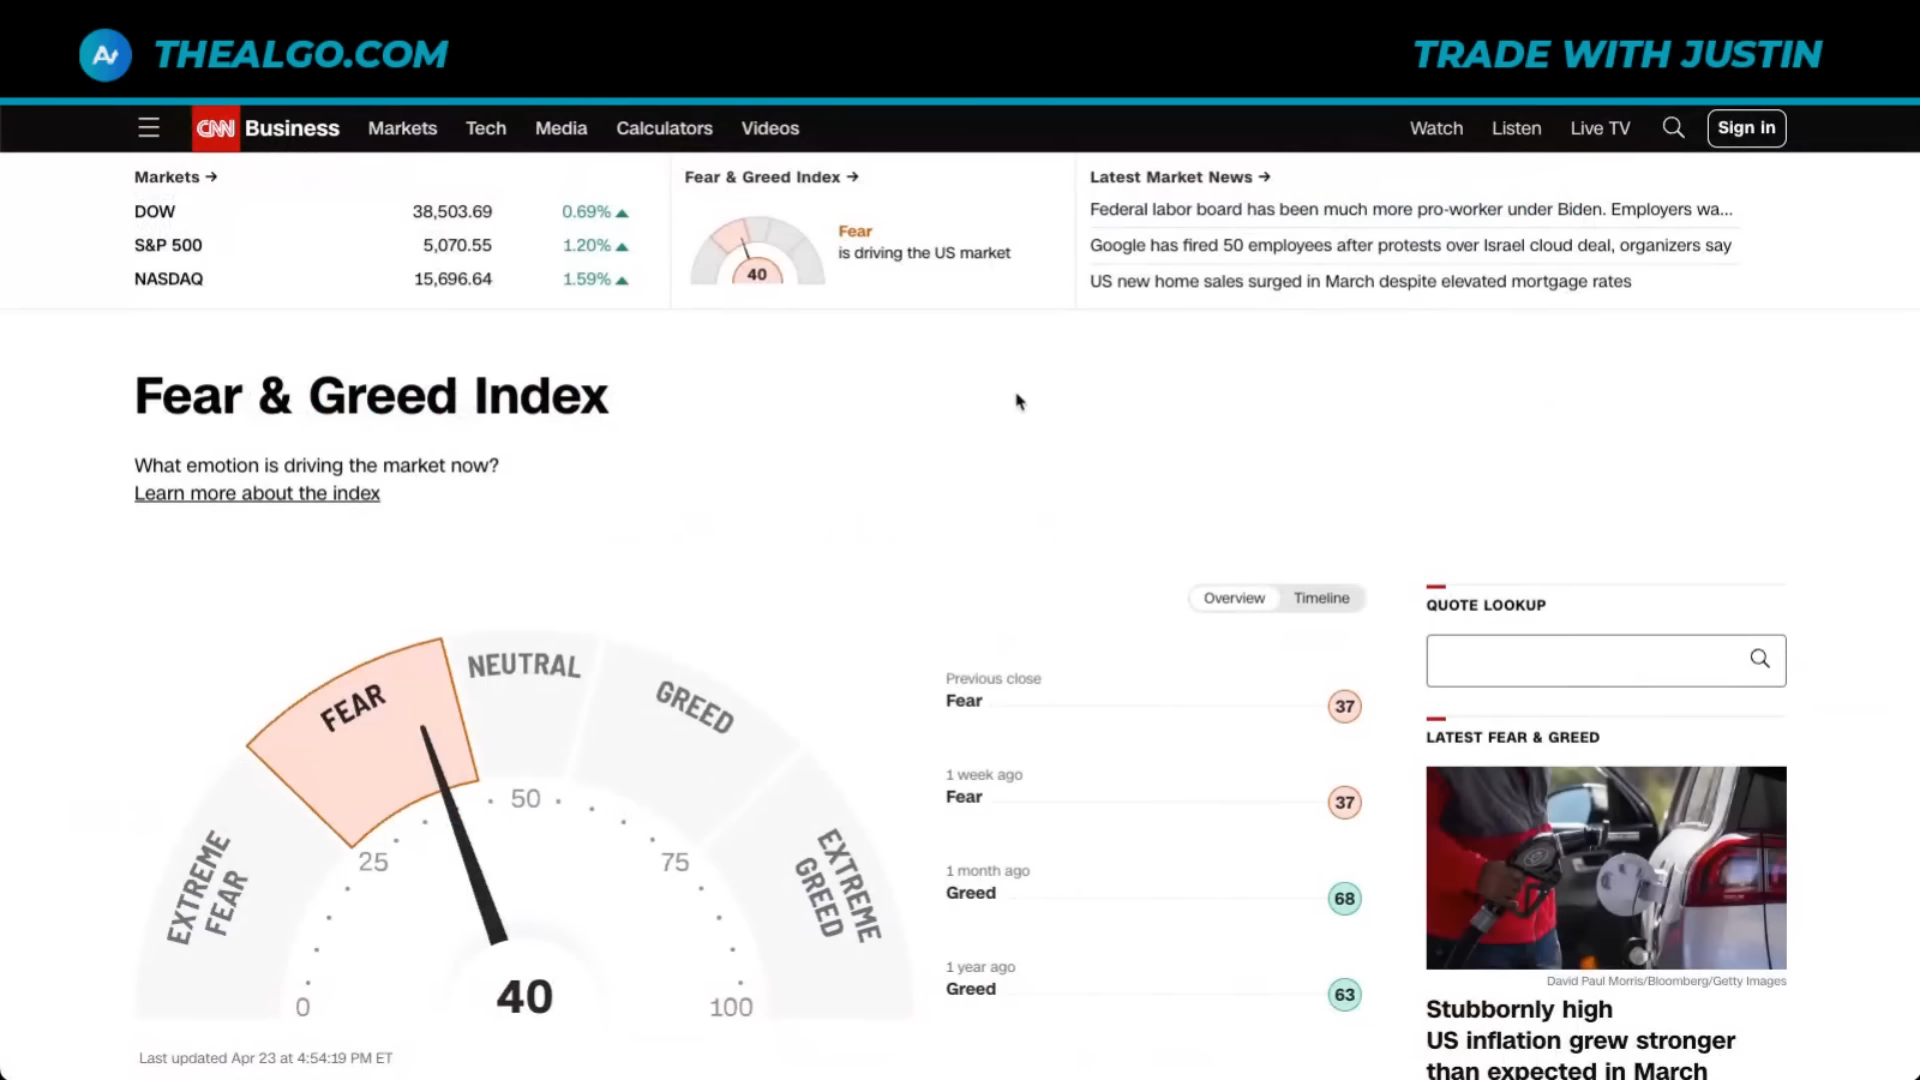 THEALGO.COM
TRADE WITH JUSTIN
CNN Business Markets Tech Media Calculators Videos
Watch Listen Live TV Sign in
Markets →
DOW 38,503.69 0.69%
S&P 500 5,070.55 1.20%
NASDAQ 15,696.64 1.59%
Fear & Greed Index →
40
Fear
is driving the US market
Latest Market News →
Federal labor board has been much more pro-worker under Biden. Employers wa...
Google has fired 50 employees after protests over Israel cloud deal, organizers say
US new home sales surged in March despite elevated mortgage rates
Fear & Greed Index
What emotion is driving the market now?
Learn more about the index
EXTREME
FEAR
FEAR
NEUTRAL
GREED
EXTREME
GREED
0
25
50
75
100
40
Last updated Apr 23 at 4:54:19 PM ET
Overview Timeline
Previous close
Fear 37
1 week ago
Fear 37
1 month ago
Greed 68
1 year ago
Greed 63
QUOTE LOOKUP
LATEST FEAR & GREED
David Paul Morris/Bloomberg/Getty Images
Stubbornly high
US inflation grew stronger
than expected in March